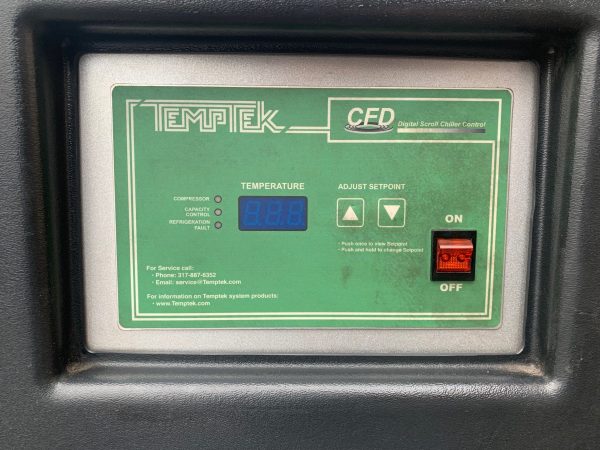 TEMPTEK
CFD
Digital Scroll Chiller Control
TEMPERATURE
ADJUST SETPOINT
COMPRESSOR
CAPACITY
CONTROL
REFRIGERATION
FAULT
• Push once to view Setpoint
• Push and hold to change Setpoint
ON
OFF
For Service call:
• Phone: 317-887-6352
• Email: service@Temptek.com
For information on Temptek system products:
• www.Temptek.com